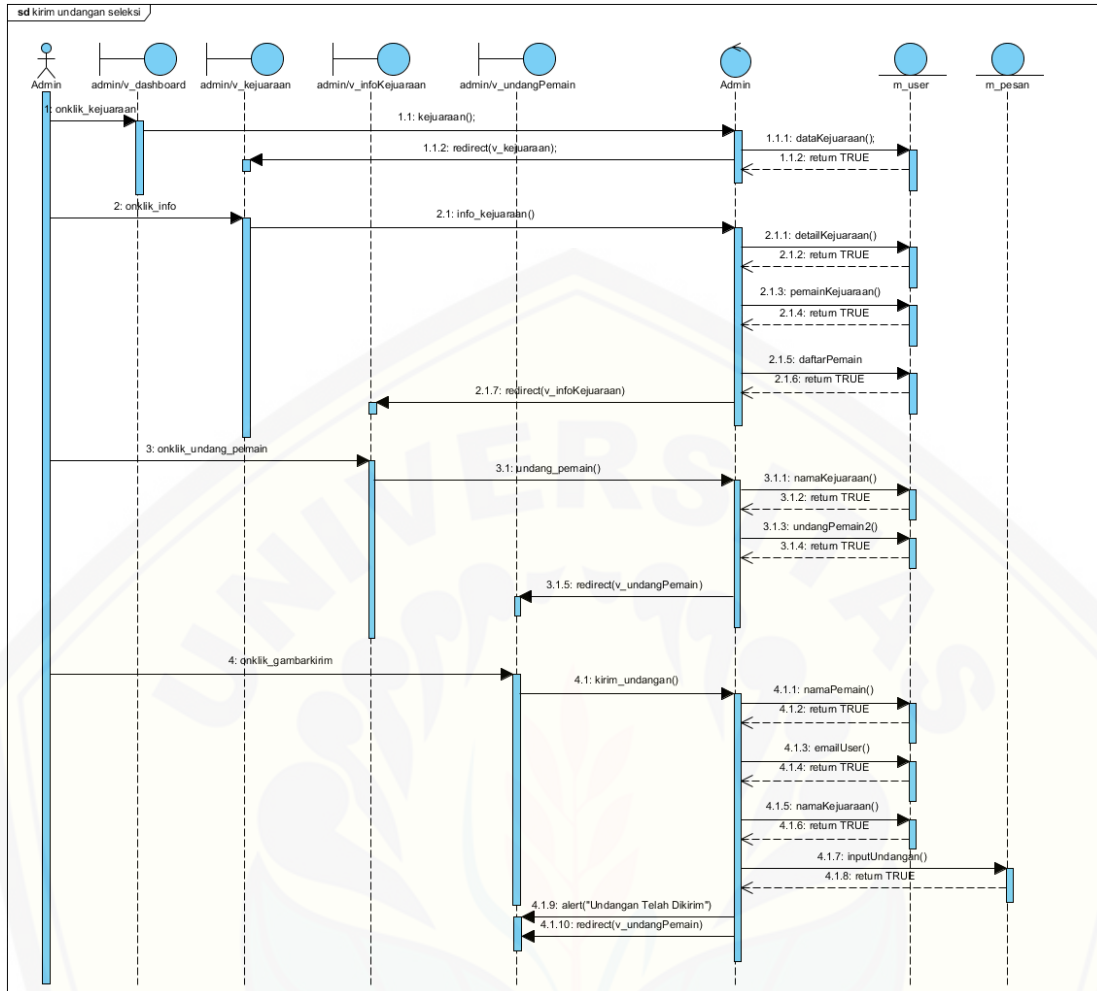 sd kirim undangan seleksi
Admin
admin/v_dashboard
admin/v_kejuaraan
admin/v_infoKejuaraan
admin/v_undangPemain
Admin
m_user
m_pesan
1: onklik_kejuaraan
1.1: kejuaraan();
1.1.1: dataKejuaraan();
1.1.2: redirect(v_kejuaraan);
1.1.2: return TRUE
2: onklik_info
2.1: info_kejuaraan()
2.1.1: detailKejuaraan()
2.1.2: return TRUE
2.1.3: pemainKejuaraan()
2.1.4: return TRUE
2.1.5: daftarPemain
2.1.6: return TRUE
2.1.7: redirect(v_infoKejuaraan)
3: onklik_undang_pemain
3.1: undang_pemain()
3.1.1: namaKejuaraan()
3.1.2: return TRUE
3.1.3: undangPemain2()
3.1.4: return TRUE
3.1.5: redirect(v_undangPemain)
4: onklik_gambarkirim
4.1: kirim_undangan()
4.1.1: namaPemain()
4.1.2: return TRUE
4.1.3: emailUser()
4.1.4: return TRUE
4.1.5: namaKejuaraan()
4.1.6: return TRUE
4.1.7: inputUndangan()
4.1.8: return TRUE
4.1.9: alert("Undangan Telah Dikirim")
4.1.10: redirect(v_undangPemain)
UNIVERSITAS